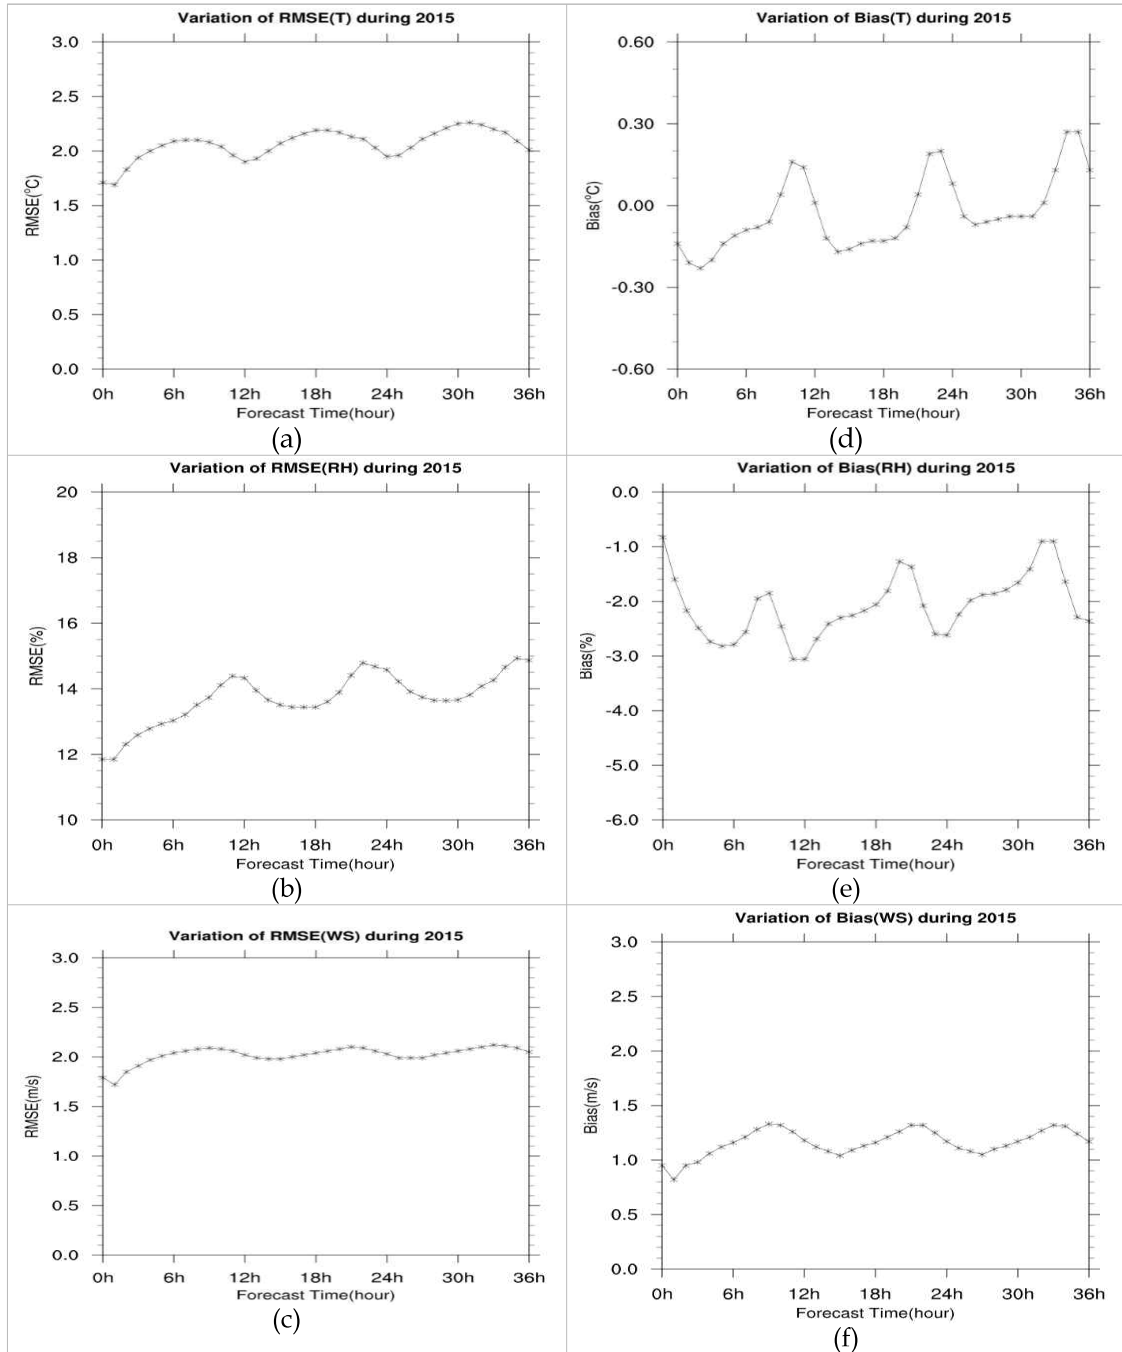 Variation of RMSE(T) during 2015
3.0
2.5
2.0
1.5
1.0
0.5
0.0
RMSE(⁰C)
0h 6h 12h 18h 24h 30h 36h
Forecast Time(hour)
(a)
Variation of Bias(T) during 2015
0.60
0.30
0.00
-0.30
-0.60
Bias(⁰C)
0h 6h 12h 18h 24h 30h 36h
Forecast Time(hour)
(d)
Variation of RMSE(RH) during 2015
20
18
16
14
12
10
RMSE(%)
0h 6h 12h 18h 24h 30h 36h
Forecast Time(hour)
(b)
Variation of Bias(RH) during 2015
0.0
-1.0
-2.0
-3.0
-4.0
-5.0
-6.0
Bias(%)
0h 6h 12h 18h 24h 30h 36h
Forecast Time(hour)
(e)
Variation of RMSE(WS) during 2015
3.0
2.5
2.0
1.5
1.0
0.5
0.0
RMSE(m/s)
0h 6h 12h 18h 24h 30h 36h
Forecast Time(hour)
(c)
Variation of Bias(WS) during 2015
3.0
2.5
2.0
1.5
1.0
0.5
0.0
Bias(m/s)
0h 6h 12h 18h 24h 30h 36h
Forecast Time(hour)
(f)